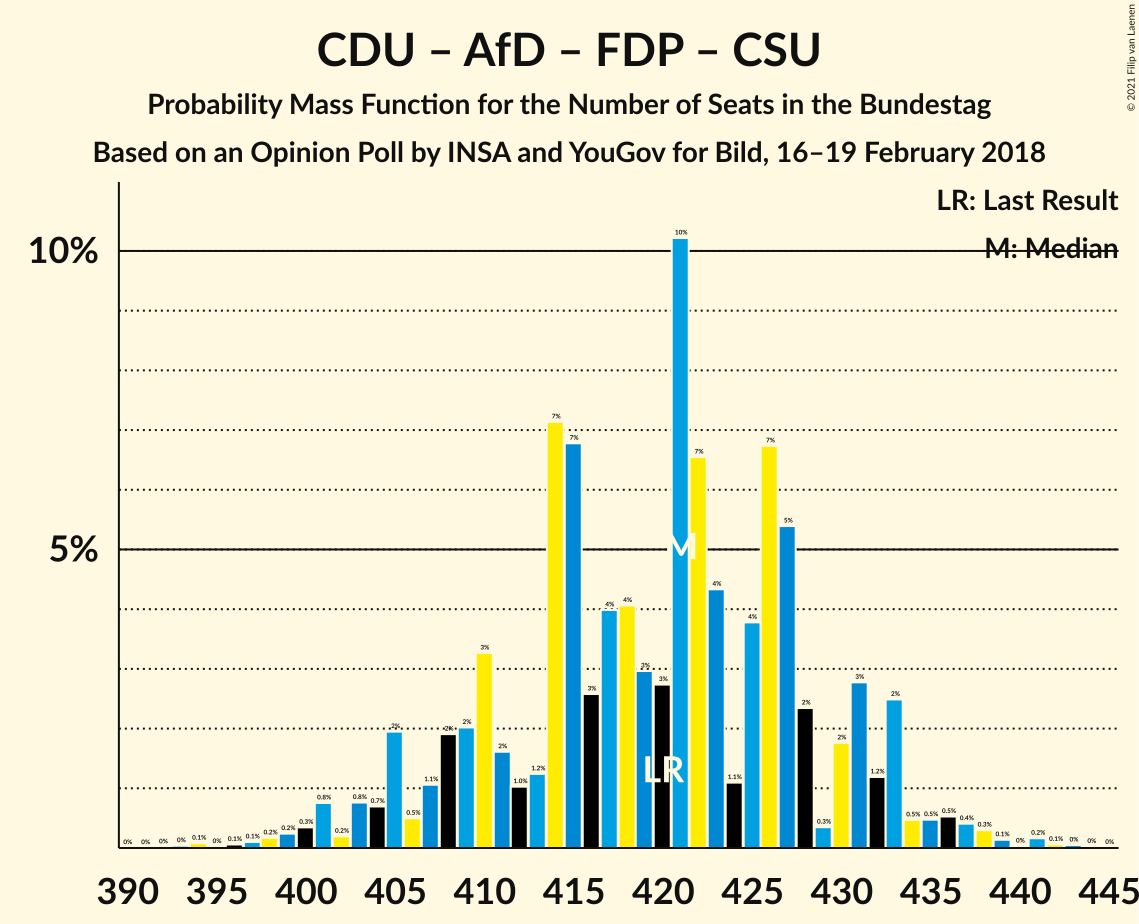 CDU – AfD – FDP – CSU
Probability Mass Function for the Number of Seats in the Bundestag
Based on an Opinion Poll by INSA and YouGov for Bild, 16–19 February 2018
© 2021 Filip van Laenen
LR: Last Result
M: Median
10%
5%
0% 0% 0% 0% 0.1% 0% 0.1% 0.1% 0.2% 0.2% 0.3% 0.8% 0.2% 0.8% 0.7% 2% 0.5% 1.1% 2% 2% 3% 2% 1.0% 1.2% 7% 7% 3% 4% 4% 3% 3% 10% 7% 4% 1.1% 4% 7% 5% 2% 0.3% 2% 3% 1.2% 2% 0.5% 0.5% 0.5% 0.4% 0.3% 0.1% 0% 0.2% 0.1% 0% 0% 0%
M
LR
390 395 400 405 410 415 420 425 430 435 440 445